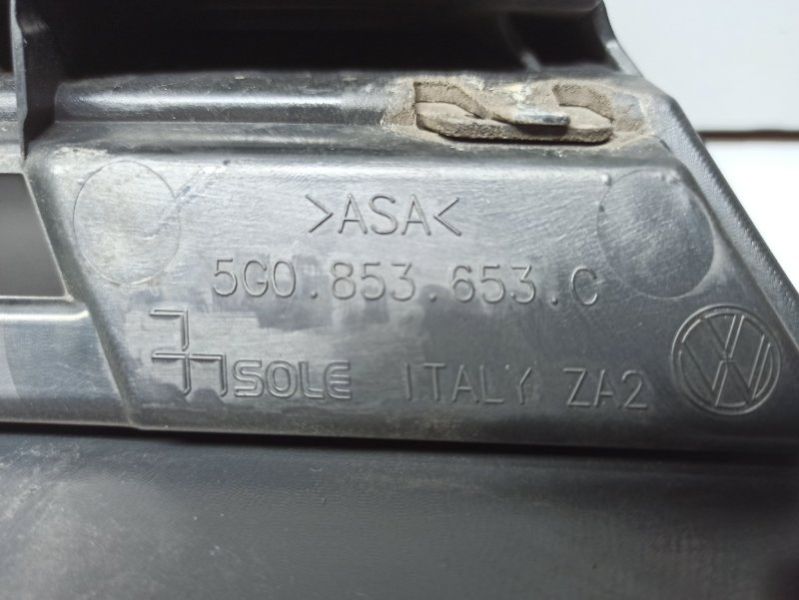 >ASA<
5G0.853.653.C
SOLE ITALY ZA2